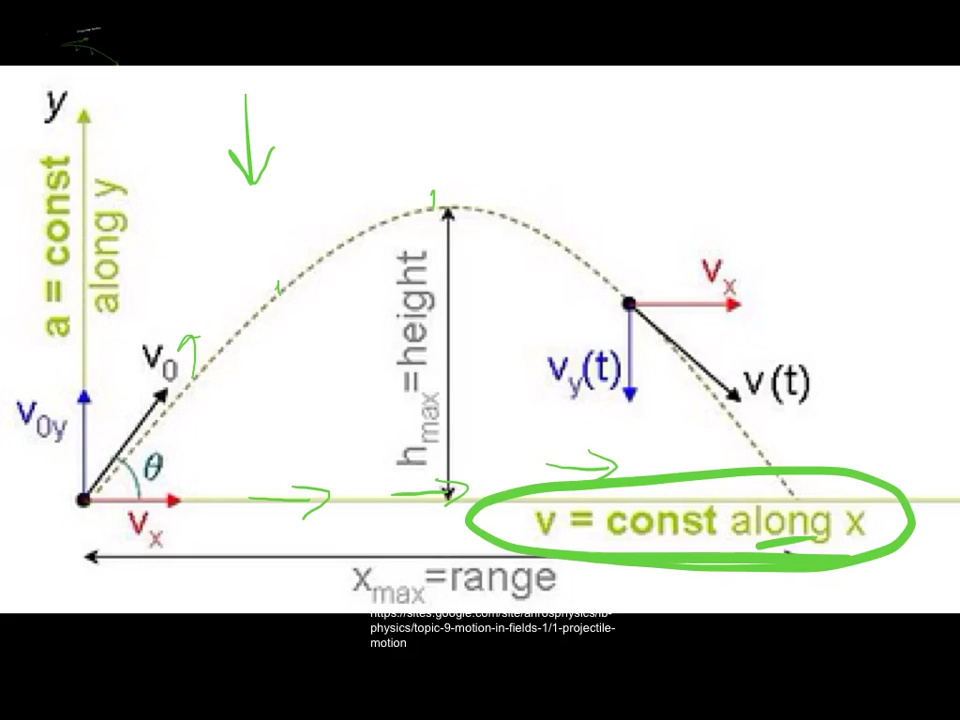 y
a = const
along y
v0
v0y
θ
vx
hmax=height
vx
vy(t)
v(t)
v = const along x
xmax=range
https://sites.google.com/site/ahrosphysics/ib-
physics/topic-9-motion-in-fields-1/1-projectile-
motion